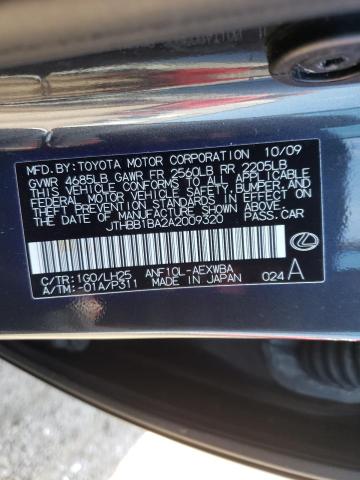 MFD. BY: TOYOTA MOTOR CORPORATION 10/09
GVWR 4685LB GAWR FR 2560LB RR 2205LB
THIS VEHICLE CONFORMS TO ALL APPLICABLE
FEDERAL MOTOR VEHICLE SAFETY, BUMPER, AND
THEFT PREVENTION STANDARDS IN EFFECT ON
THE DATE OF MANUFACTURE SHOWN ABOVE.
JTHBB1BA2A2009320 PASS.CAR
C/TR:1G0/LH25 ANF10L-AEXWBA
A/TM:-01A/P311 MADE IN JAPAN 024 A